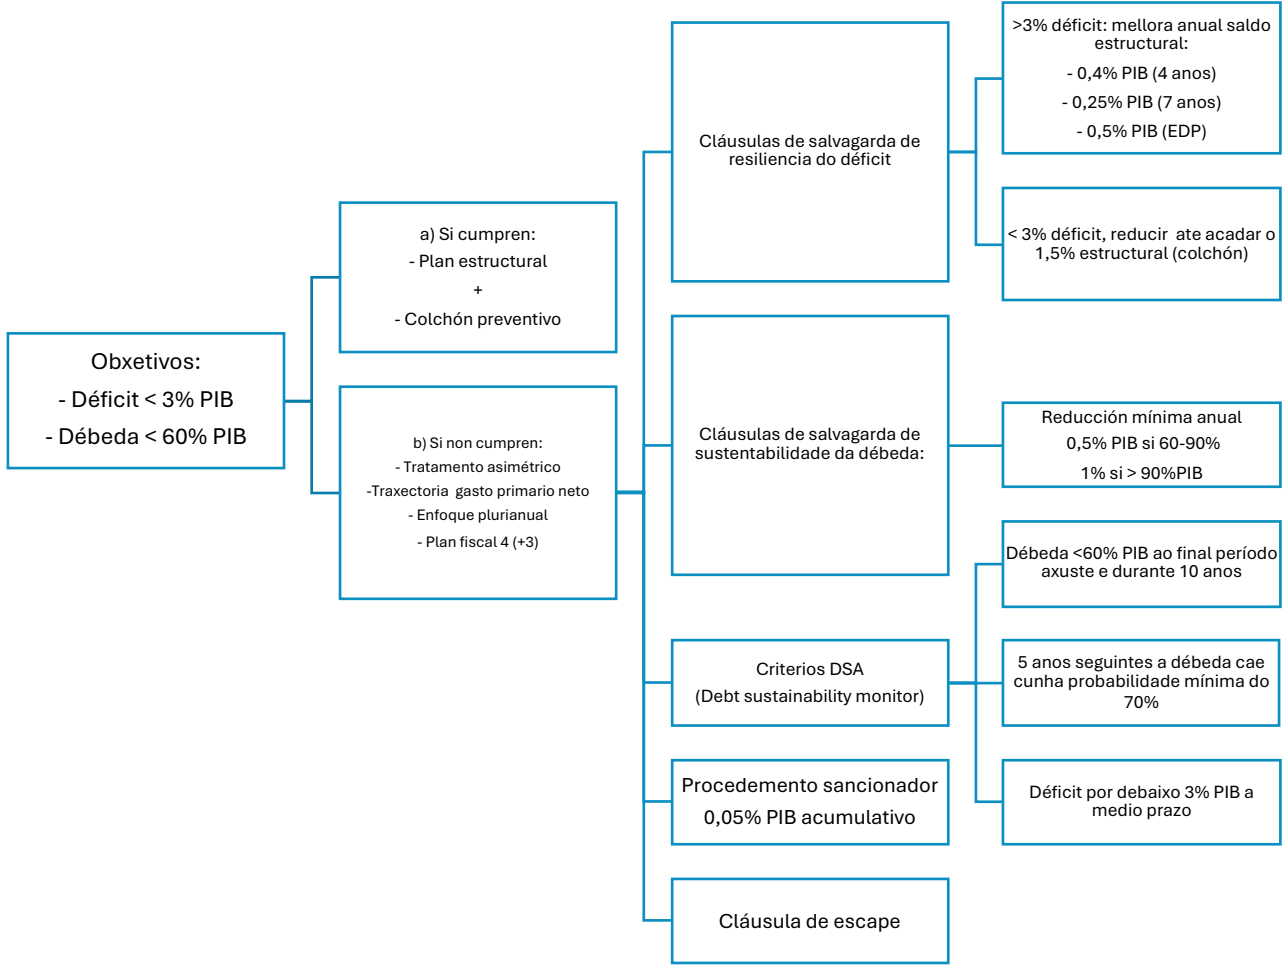 Obxetivos:
- Déficit < 3% PIB
- Débeda < 60% PIB
a) Si cumpren:
- Plan estructural
+
- Colchón preventivo
b) Si non cumpren:
- Tratamento asimétrico
-Traxectoria gasto primario neto
- Enfoque plurianual
- Plan fiscal 4 (+3)
Cláusulas de salvagarda de
resiliencia do déficit
>3% déficit: mellora anual saldo
estructural:
- 0,4% PIB (4 anos)
- 0,25% PIB (7 anos)
- 0,5% PIB (EDP)
< 3% déficit, reducir ate acadar o
1,5% estructural (colchón)
Cláusulas de salvagarda de
sustentabilidade da débeda:
Reducción mínima anual
0,5% PIB si 60-90%
1% si > 90%PIB
Criterios DSA
(Debt sustainability monitor)
Débeda <60% PIB ao final período
axuste e durante 10 anos
5 anos seguintes a débeda cae
cunha probabilidade mínima do
70%
Déficit por debaixo 3% PIB a
medio prazo
Procedemento sancionador
0,05% PIB acumulativo
Cláusula de escape